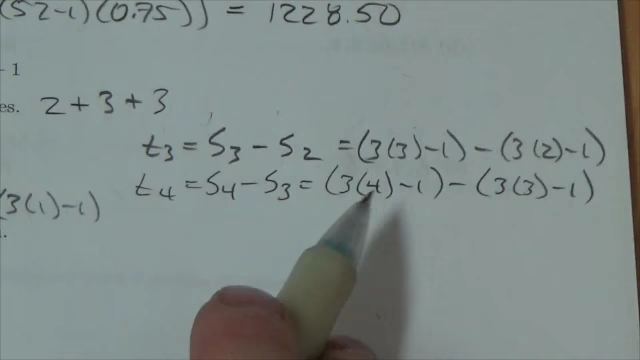 (52-1)(0.75)) = 1228.50
- 1
es. 2 + 3 + 3
t₃ = S₃ - S₂ = (3(3)-1) - (3(2)-1)
t₄ = S₄ - S₃ = (3(4)-1) - (3(3)-1)
(3(1)-1)